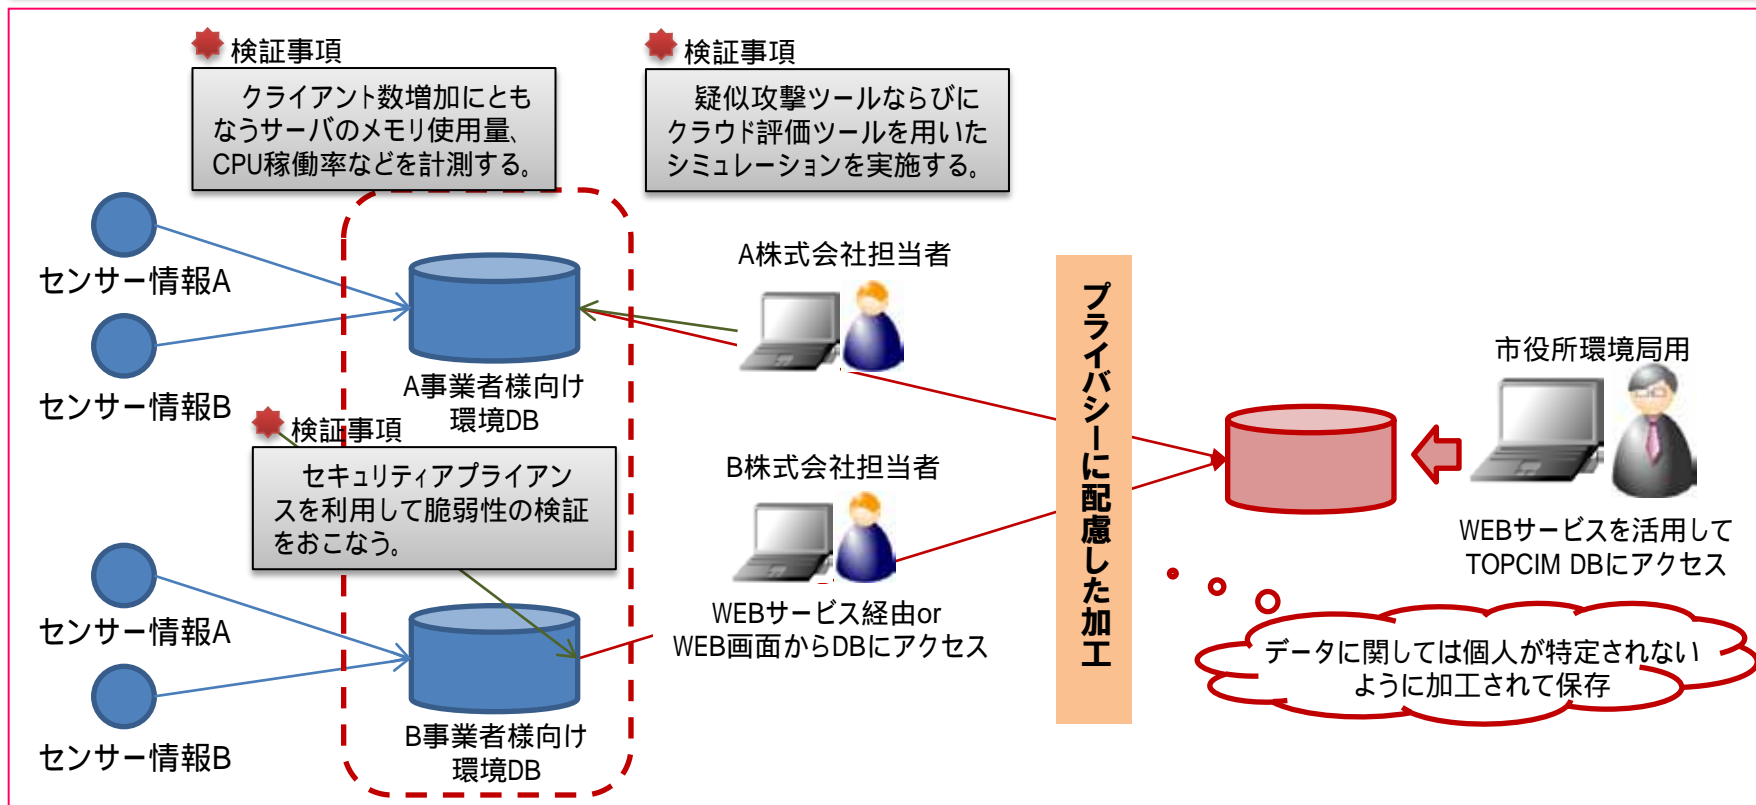 検証事項
クライアント数増加にとも
なうサーバのメモリ使用量、
CPU稼働率などを計測する。
検証事項
疑似攻撃ツールならびに
クラウド評価ツールを用いた
シミュレーションを実施する。
センサー情報A
センサー情報B
A事業者様向け
環境DB
A株式会社担当者
検証事項
セキュリティアプライアン
スを利用して脆弱性の検証
をおこなう。
センサー情報A
センサー情報B
B事業者様向け
環境DB
B株式会社担当者
WEBサービス経由or
WEB画面からDBにアクセス
プライバシーに配慮した加工
市役所環境局用
WEBサービスを活用して
TOPCIM DBにアクセス
データに関しては個人が特定されない
ように加工されて保存